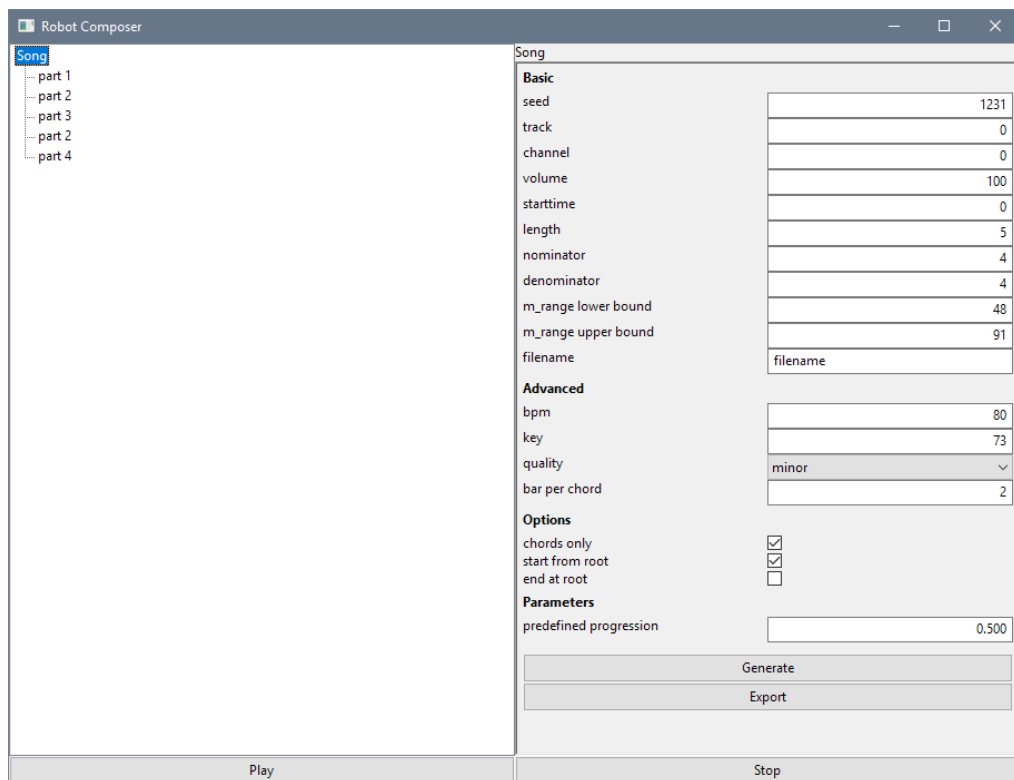 Robot Composer
Song
part 1
part 2
part 3
part 2
part 4
Song
Basic
seed 1231
track 0
channel 0
volume 100
starttime 0
length 5
nominator 4
denominator 4
m_range lower bound 48
m_range upper bound 91
filename filename
Advanced
bpm 80
key 73
quality minor
bar per chord 2
Options
chords only
start from root
end at root
Parameters
predefined progression 0.500
Generate
Export
Play Stop